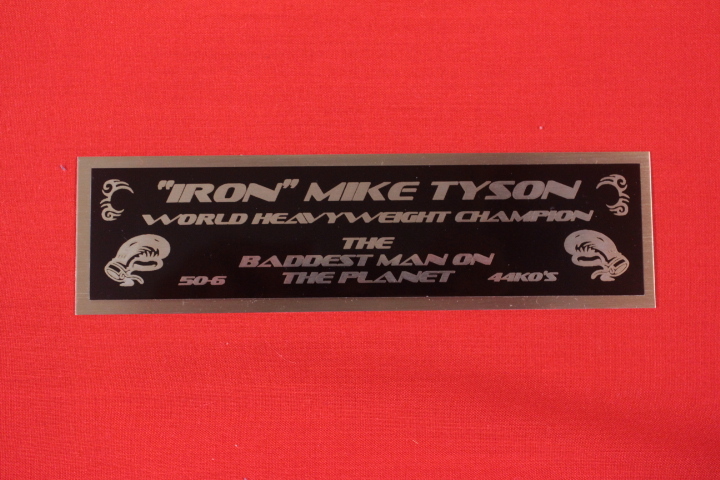 "IRON" MIKE TYSON
WORLD HEAVYWEIGHT CHAMPION
THE
BADDEST MAN ON
50-6 THE PLANET 44KO'S